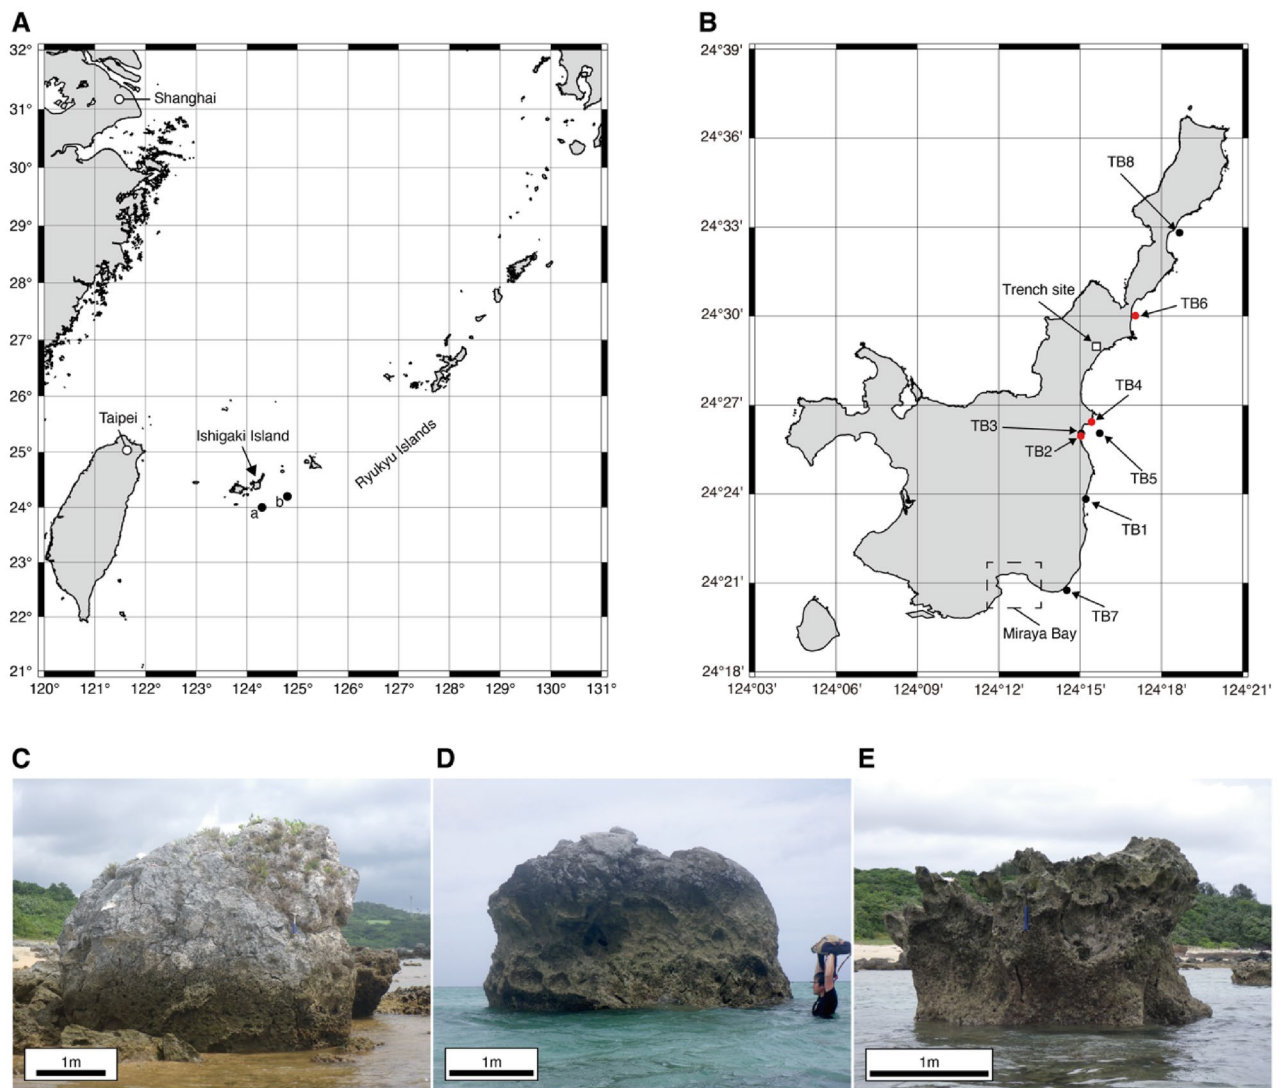 A
32°
31°
30°
29°
28°
27°
26°
25°
24°
23°
22°
21°
120°
121°
122°
123°
124°
125°
126°
127°
128°
129°
130°
131°
Shanghai
Taipei
Ishigaki Island
Ryukyu Islands
b
a
B
24°39'
24°36'
24°33'
24°30'
24°27'
24°24'
24°21'
24°18'
124°03'
124°06'
124°09'
124°12'
124°15'
124°18'
124°21'
TB8
Trench site
TB6
TB4
TB3
TB2
TB5
TB1
TB7
Miraya Bay
C
1m
D
1m
E
1m